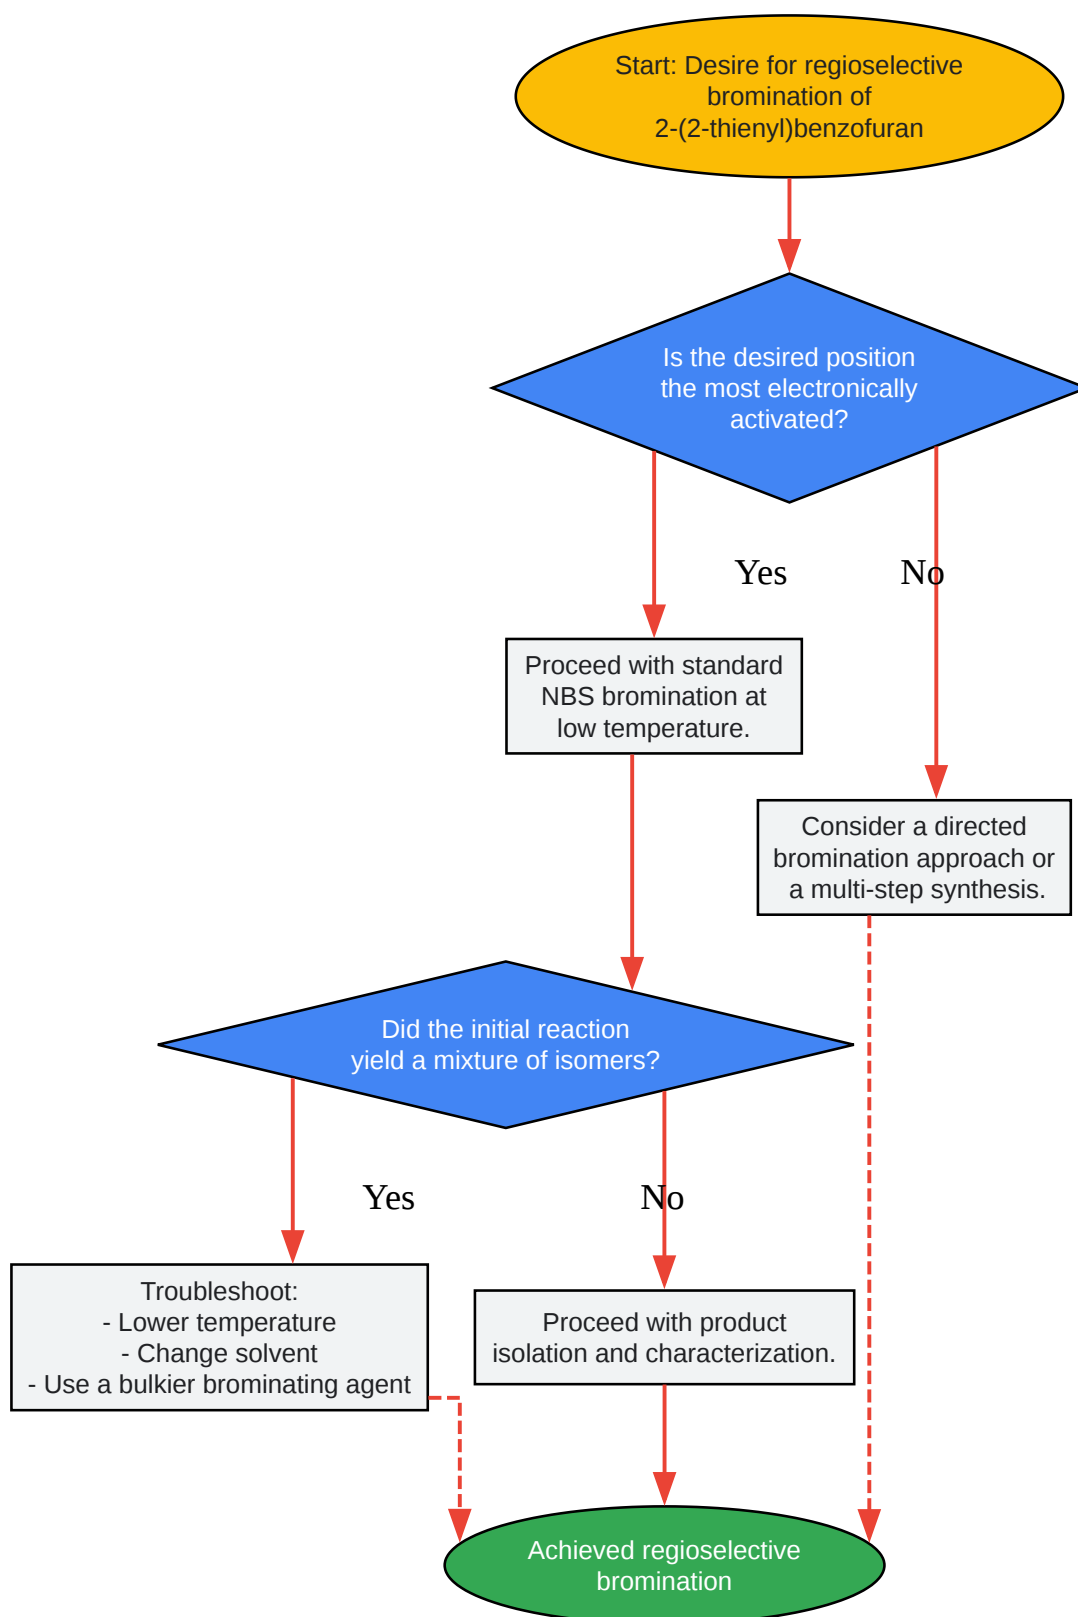 Start: Desire for regioselective
bromination of
2-(2-thienyl)benzofuran
Is the desired position
the most electronically
activated?
Yes
No
Proceed with standard
NBS bromination at
low temperature.
Consider a directed
bromination approach or
a multi-step synthesis.
Did the initial reaction
yield a mixture of isomers?
Yes
No
Troubleshoot:
- Lower temperature
- Change solvent
- Use a bulkier brominating agent
Proceed with product
isolation and characterization.
Achieved regioselective
bromination